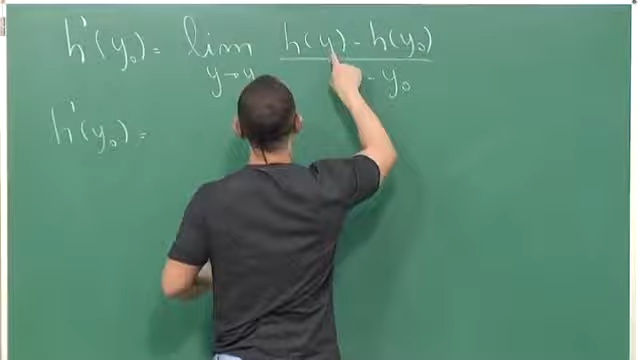 h'(y₀) = lim h(y) - h(y₀)
y→y - y₀
h'(y₀) =